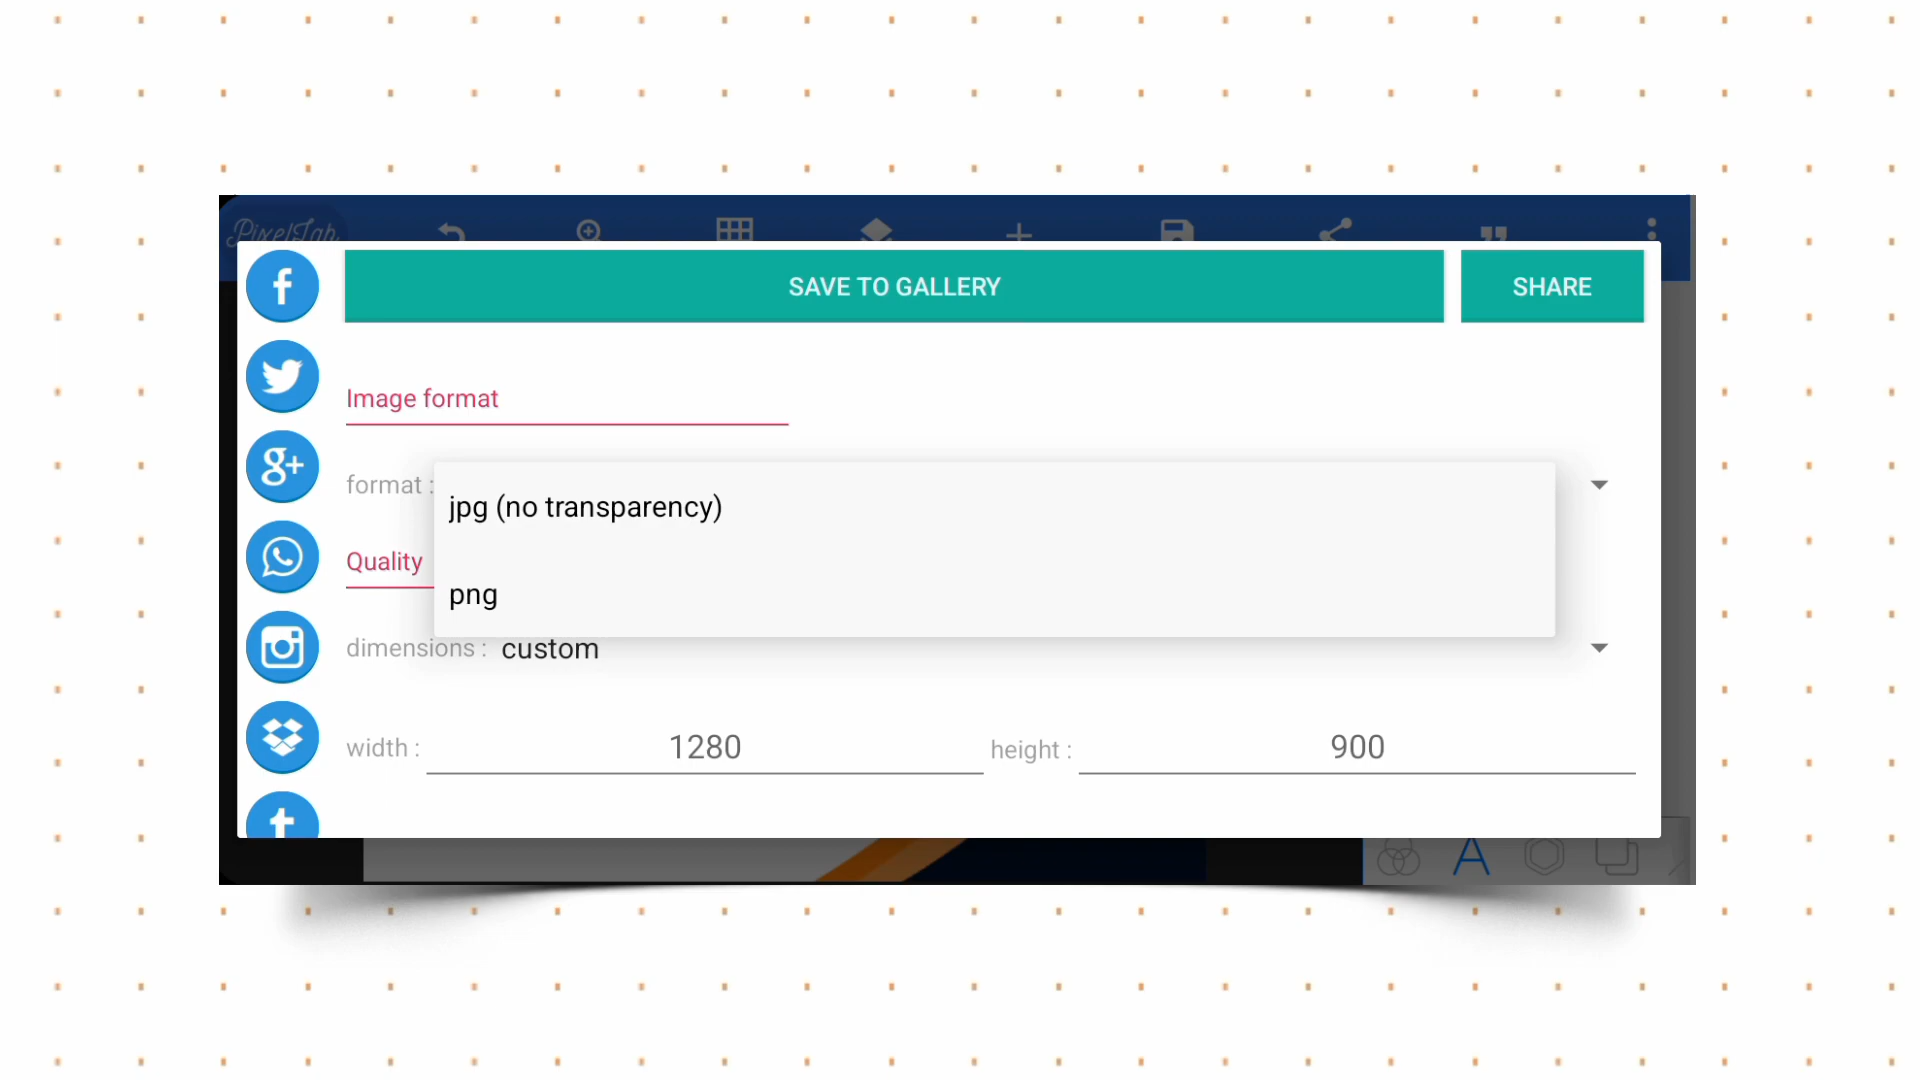 PixelLab
SAVE TO GALLERY
SHARE
Image format
format :
jpg (no transparency)
Quality
png
dimensions : custom
width : 1280 height : 900